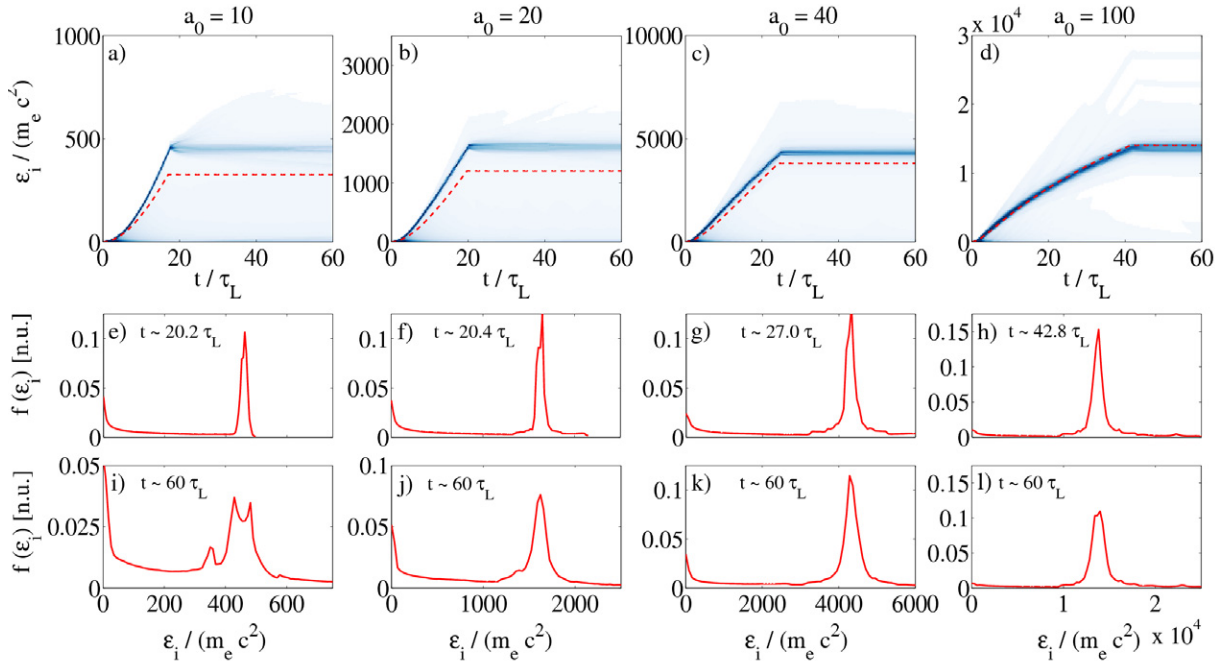 a0 = 10 a0 = 20 a0 = 40 a0 = 100
x 10^4
a) b) c) d)
1000 3000 10000 3
500 2000 5000 2
1000 1
0 0 0 0
εi / (me c2)
0 20 40 60 0 20 40 60 0 20 40 60 0 20 40 60
t / τL t / τL t / τL t / τL
e) t ~ 20.2 τL f) t ~ 20.4 τL g) t ~ 27.0 τL h) t ~ 42.8 τL
0.1 0.1 0.1 0.15
0.05 0.05 0.05 0.1
0.05
0 0 0 0
f (εi) [n.u.]
i) t ~ 60 τL j) t ~ 60 τL k) t ~ 60 τL l) t ~ 60 τL
0.05 0.1 0.1 0.15
0.025 0.05 0.05 0.1
0.05
0 0 0 0
f (εi) [n.u.]
0 200 400 600 0 1000 2000 0 2000 4000 6000 0 1 2
εi / (me c2) εi / (me c2) εi / (me c2) εi / (me c2) x 10^4